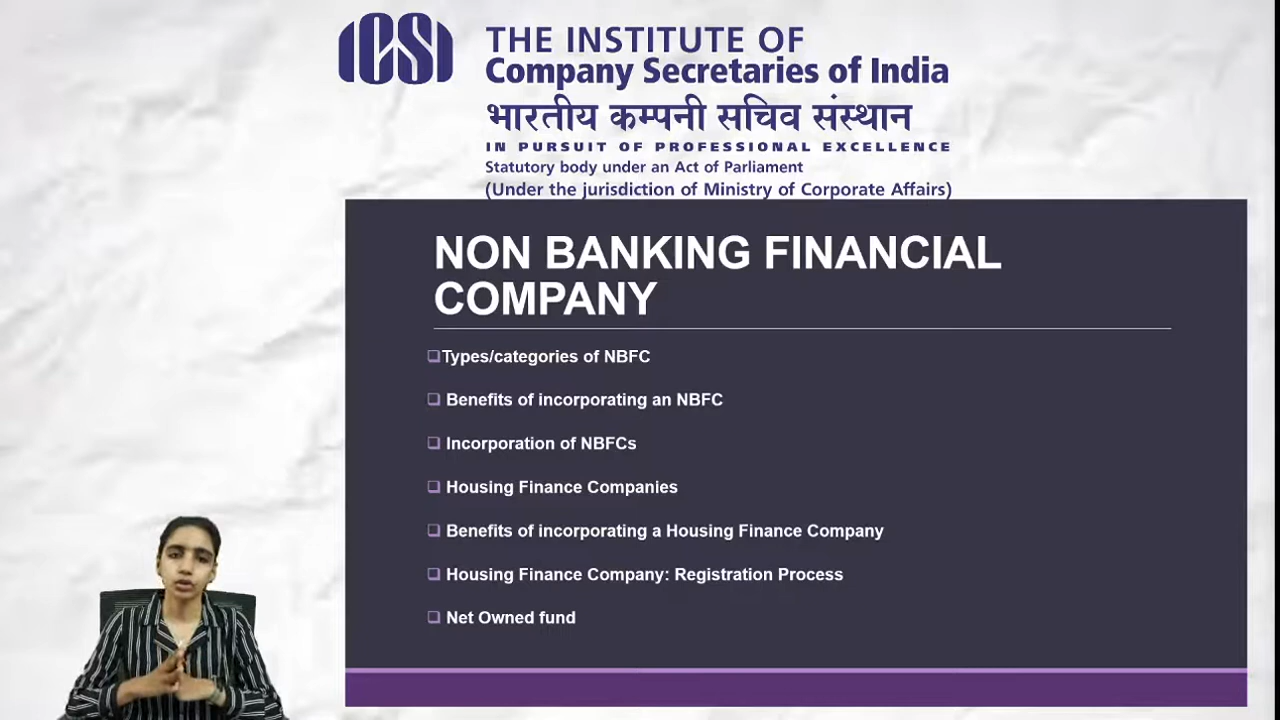 ICSI
THE INSTITUTE OF
Company Secretaries of India
भारतीय कम्पनी सचिव संस्थान
IN PURSUIT OF PROFESSIONAL EXCELLENCE
Statutory body under an Act of Parliament
(Under the jurisdiction of Ministry of Corporate Affairs)
NON BANKING FINANCIAL
COMPANY
Types/categories of NBFC
Benefits of incorporating an NBFC
Incorporation of NBFCs
Housing Finance Companies
Benefits of incorporating a Housing Finance Company
Housing Finance Company: Registration Process
Net Owned fund